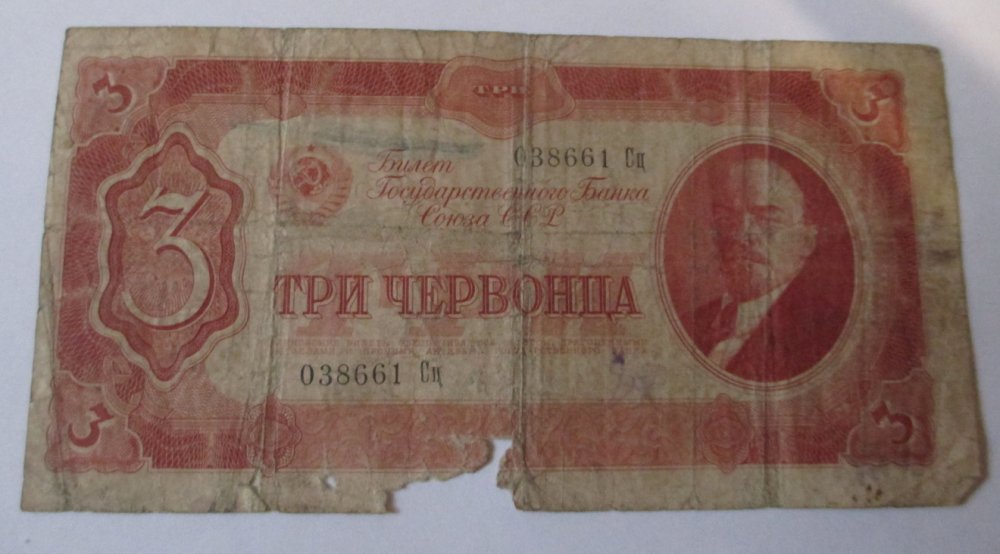 3 ТРИ 3
Билет 038661 Сц
Государственного Банка
Союза ССР
3
ТРИ ЧЕРВОНЦА
038661 Сц
3 3